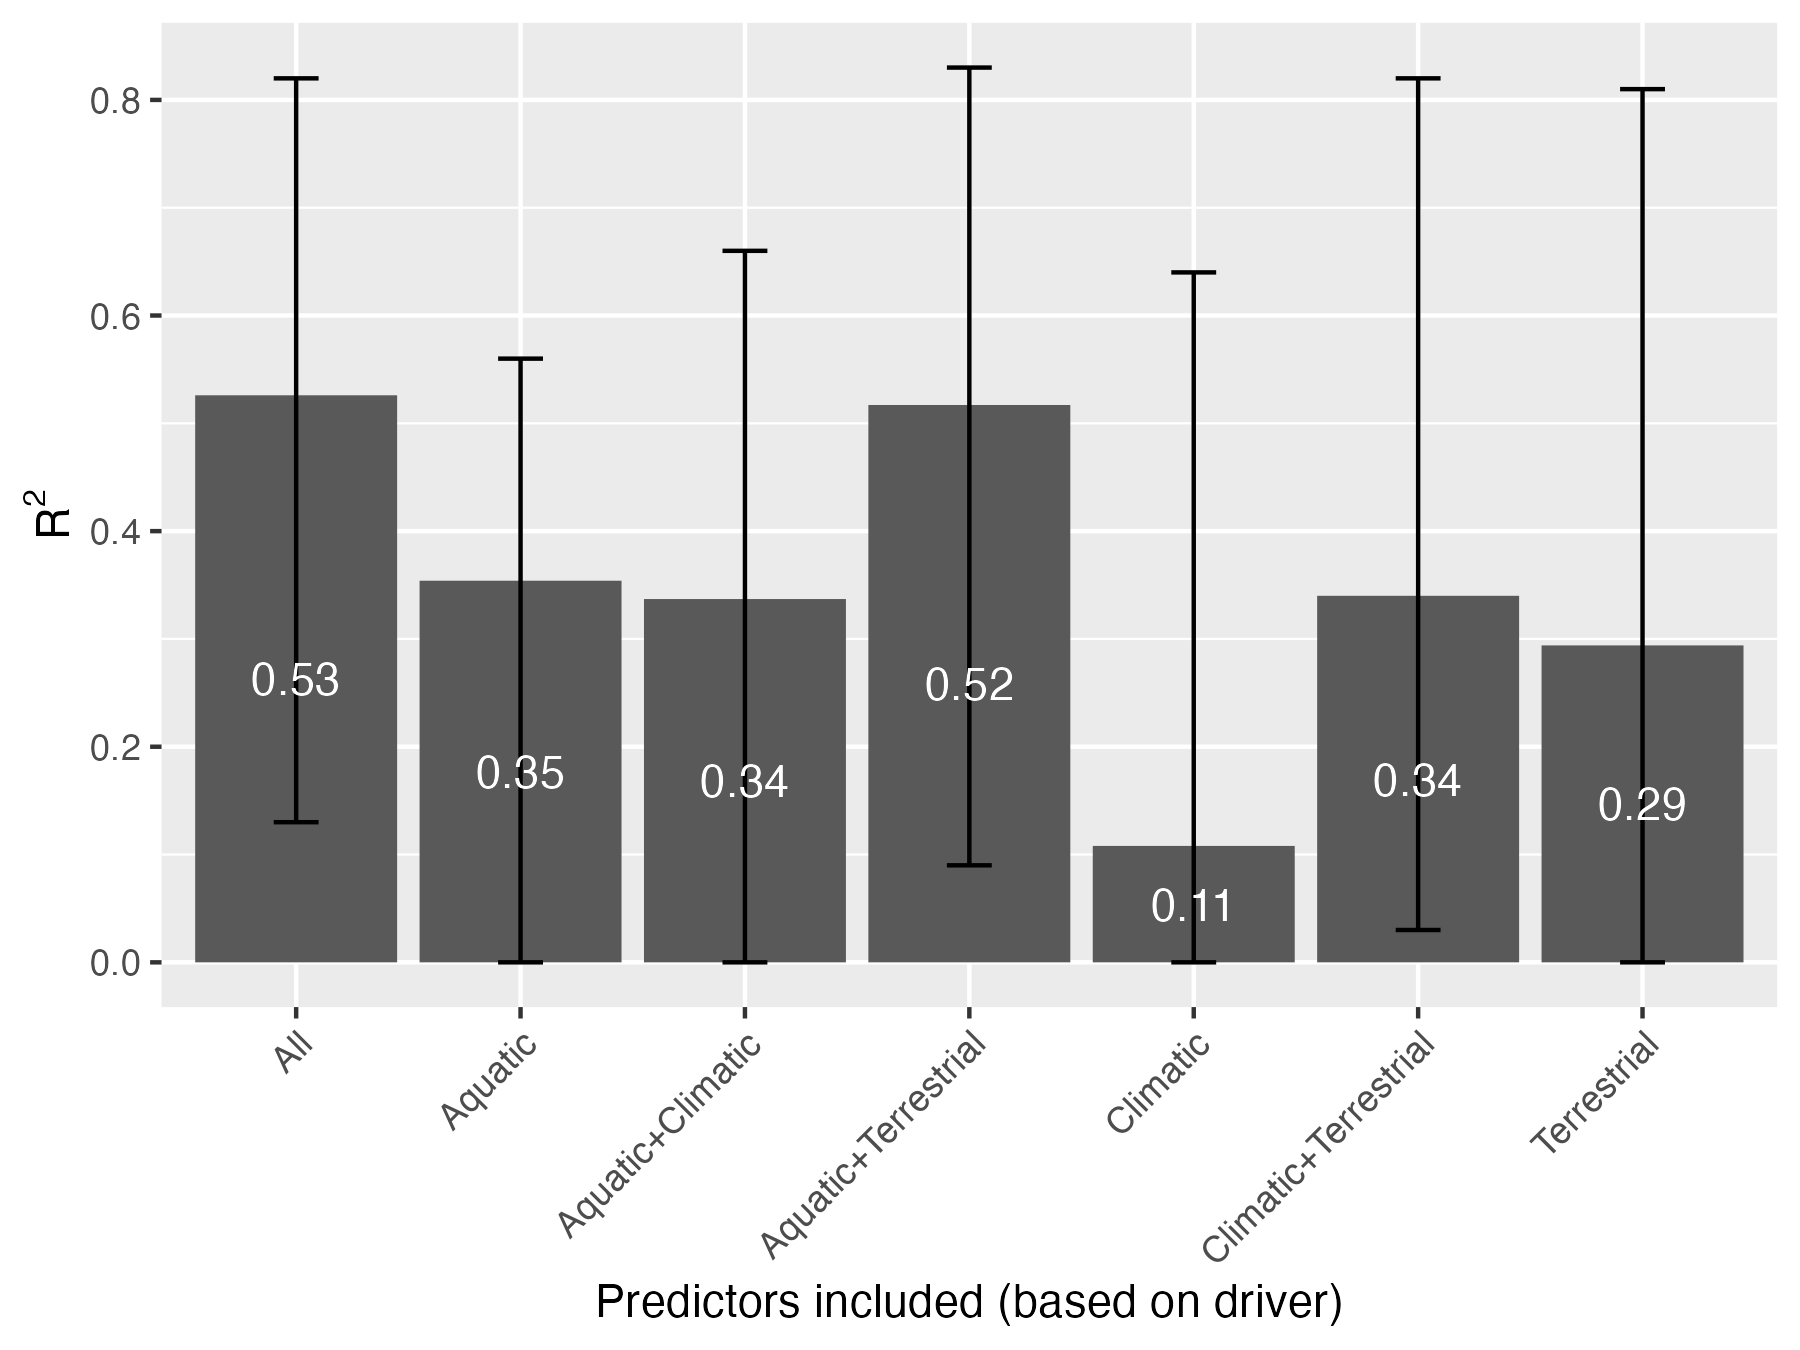 R²
0.8
0.6
0.4
0.2
0.0
0.53
0.35
0.34
0.52
0.11
0.34
0.29
All
Aquatic
Aquatic+Climatic
Aquatic+Terrestrial
Climatic
Climatic+Terrestrial
Terrestrial
Predictors included (based on driver)